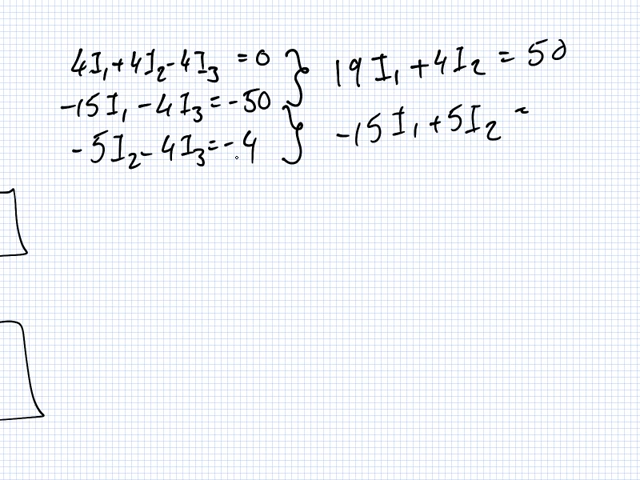 4I₁+4I₂-4I₃ = 0
-15I₁ - 4I₃ = -50
-5I₂ - 4I₃ = -4
19I₁ + 4I₂ = 50
-15I₁ + 5I₂ =